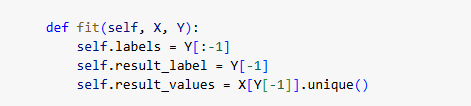 def fit(self, X, Y):
    self.labels = Y[:-1]
    self.result_label = Y[-1]
    self.result_values = X[Y[-1]].unique()